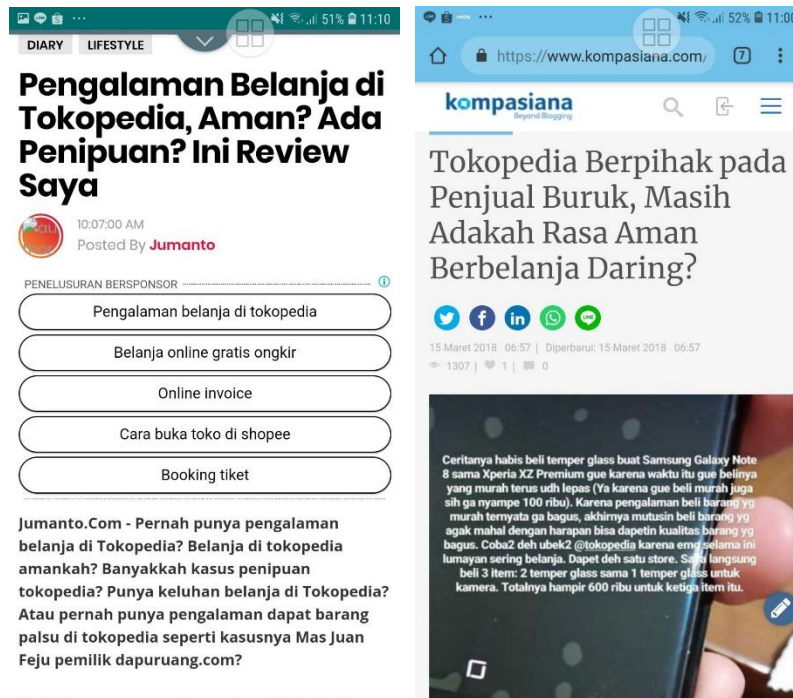 51% 11:10
DIARY LIFESTYLE
Pengalaman Belanja di
Tokopedia, Aman? Ada
Penipuan? Ini Review
Saya
10:07:00 AM
Posted By Jumanto
PENELUSURAN BERSPONSOR
Pengalaman belanja di tokopedia
Belanja online gratis ongkir
Online invoice
Cara buka toko di shopee
Booking tiket
Jumanto.Com - Pernah punya pengalaman
belanja di Tokopedia? Belanja di tokopedia
amankah? Banyakkah kasus penipuan
tokopedia? Punya keluhan belanja di Tokopedia?
Atau pernah punya pengalaman dapat barang
palsu di tokopedia seperti kasusnya Mas Juan
Feju pemilik dapuruang.com?
52% 11:00
https://www.kompasiana.com/ 7
kompasiana
Beyond Blogging
Tokopedia Berpihak pada
Penjual Buruk, Masih
Adakah Rasa Aman
Berbelanja Daring?
15 Maret 2018 06:57 | Diperbarui: 15 Maret 2018 06:57
1307 | 1 | 0
Ceritanya habis beli temper glass buat Samsung Galaxy Note
8 sama Xperia XZ Premium gue karena waktu itu gue belinya
yang murah terus udh lepas (Ya karena gue beli murah juga
sih ga nyampe 100 ribu). Karena pengalaman beli barang yg
murah ternyata ga bagus, akhirnya mutusin beli barang yg
agak mahal dengan harapan bisa dapetin kualitas barang yg
bagus. Coba2 deh ubek2 @tokopedia karena emg selama ini
lumayan sering belanja. Dapet deh satu store. Saya langsung
beli 3 item: 2 temper glass sama 1 temper glass untuk
kamera. Totalnya hampir 600 ribu untuk ketiga item itu.